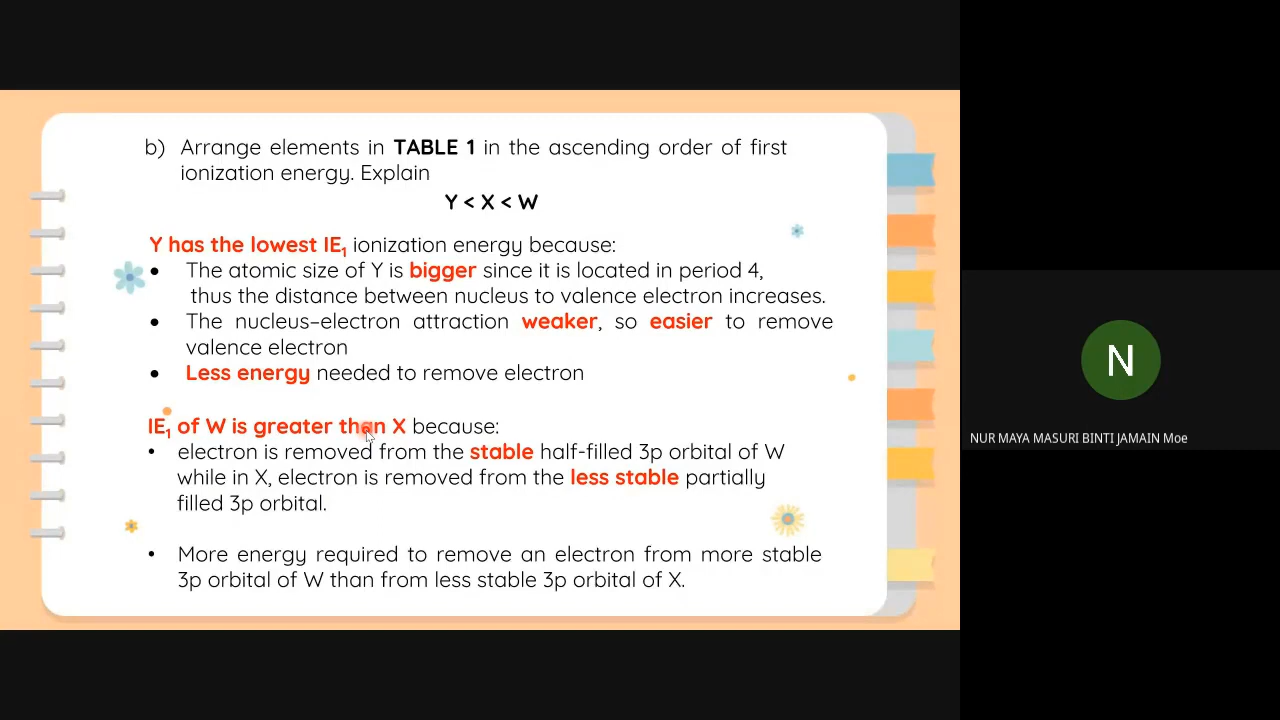 b) Arrange elements in TABLE 1 in the ascending order of first
ionization energy. Explain
Y < X < W
Y has the lowest IE1 ionization energy because:
• The atomic size of Y is bigger since it is located in period 4,
thus the distance between nucleus to valence electron increases.
• The nucleus–electron attraction weaker, so easier to remove
valence electron
• Less energy needed to remove electron
IE1 of W is greater than X because:
• electron is removed from the stable half-filled 3p orbital of W
while in X, electron is removed from the less stable partially
filled 3p orbital.
• More energy required to remove an electron from more stable
3p orbital of W than from less stable 3p orbital of X.
N
NUR MAYA MASURI BINTI JAMAIN Moe